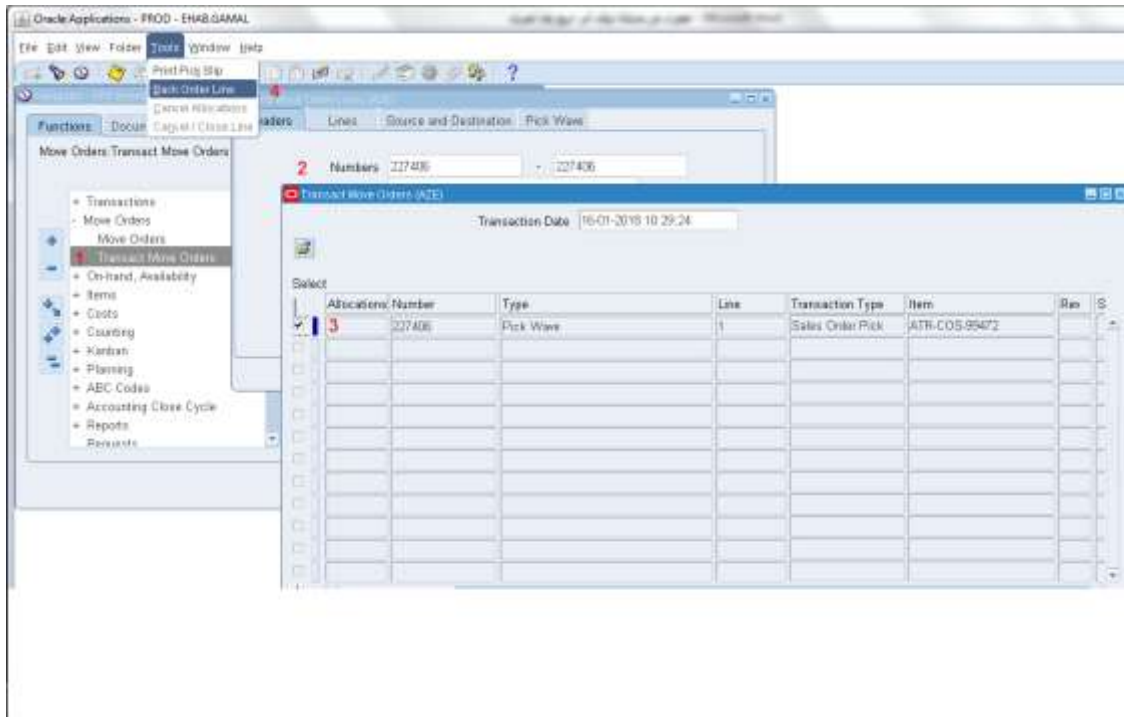 Oracle Applications - PROD - EHAB.GAMAL
File Edit View Folder Tools Window Help
Print Pick Slip
Back Order Line 4
Cancel Allocations
Cancel / Close Line
Functions
Lines Source and Destination Pick Wave
Move Orders:Transact Move Orders
2 Numbers 227406 - 227406
Transact Move Orders (AZE)
Transaction Date 16-01-2018 10:29:24
+ Transactions
- Move Orders
Move Orders
1 Transact Move Orders
+ On-hand, Availability
+ Items
+ Costs
+ Counting
+ Kanban
+ Planning
+ ABC Codes
+ Accounting Close Cycle
+ Reports
Requests
Select
Allocations Number Type Line Transaction Type Item Rev S
3 227406 Pick Wave 1 Sales Order Pick ATR-COS-99472